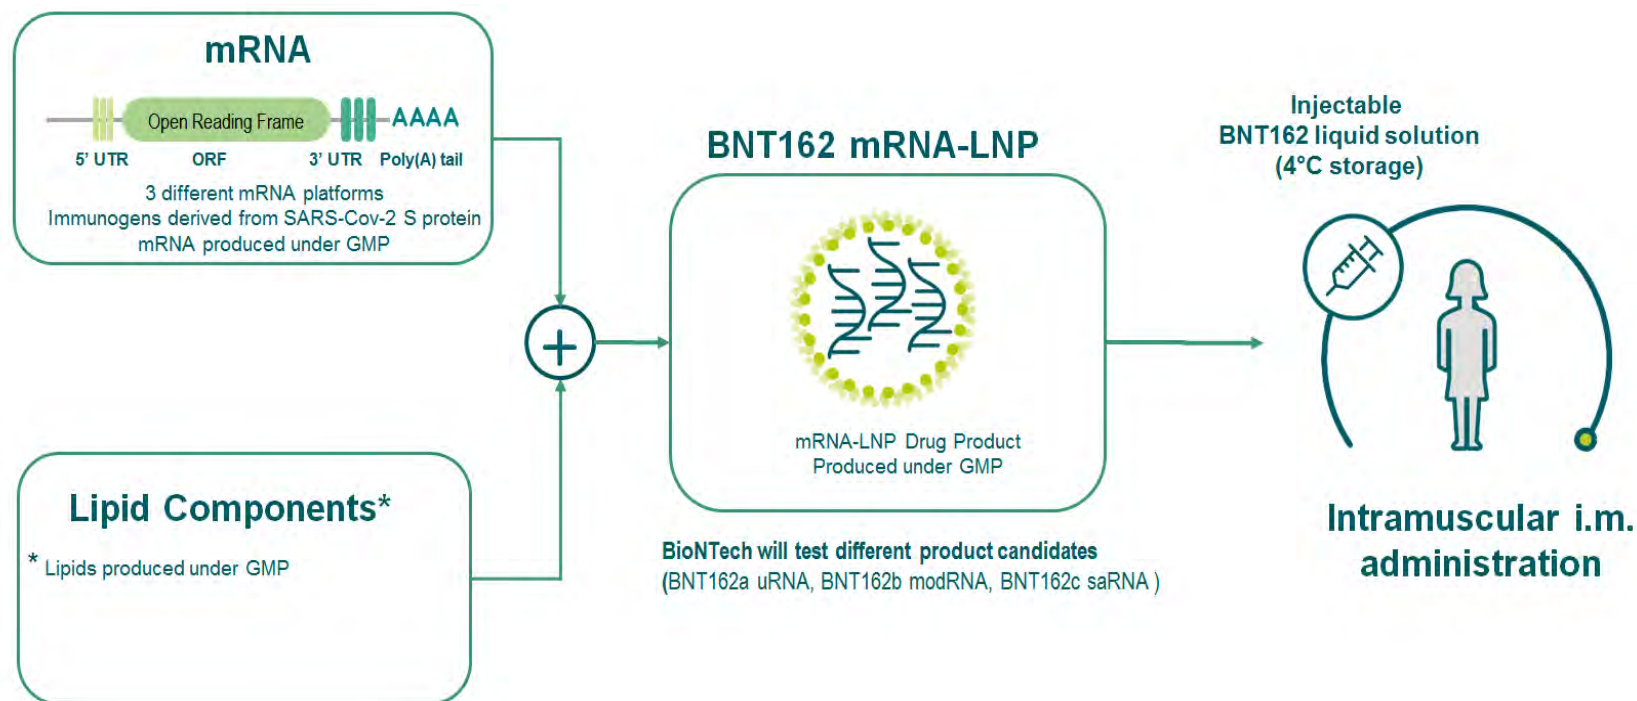 mRNA
Open Reading Frame
AAAA
5' UTR
ORF
3' UTR
Poly(A) tail
3 different mRNA platforms
Immunogens derived from SARS-Cov-2 S protein
mRNA produced under GMP
Lipid Components*
* Lipids produced under GMP
BNT162 mRNA-LNP
mRNA-LNP Drug Product
Produced under GMP
BioNTech will test different product candidates
(BNT162a uRNA, BNT162b modRNA, BNT162c saRNA )
Injectable
BNT162 liquid solution
(4°C storage)
Intramuscular i.m.
administration